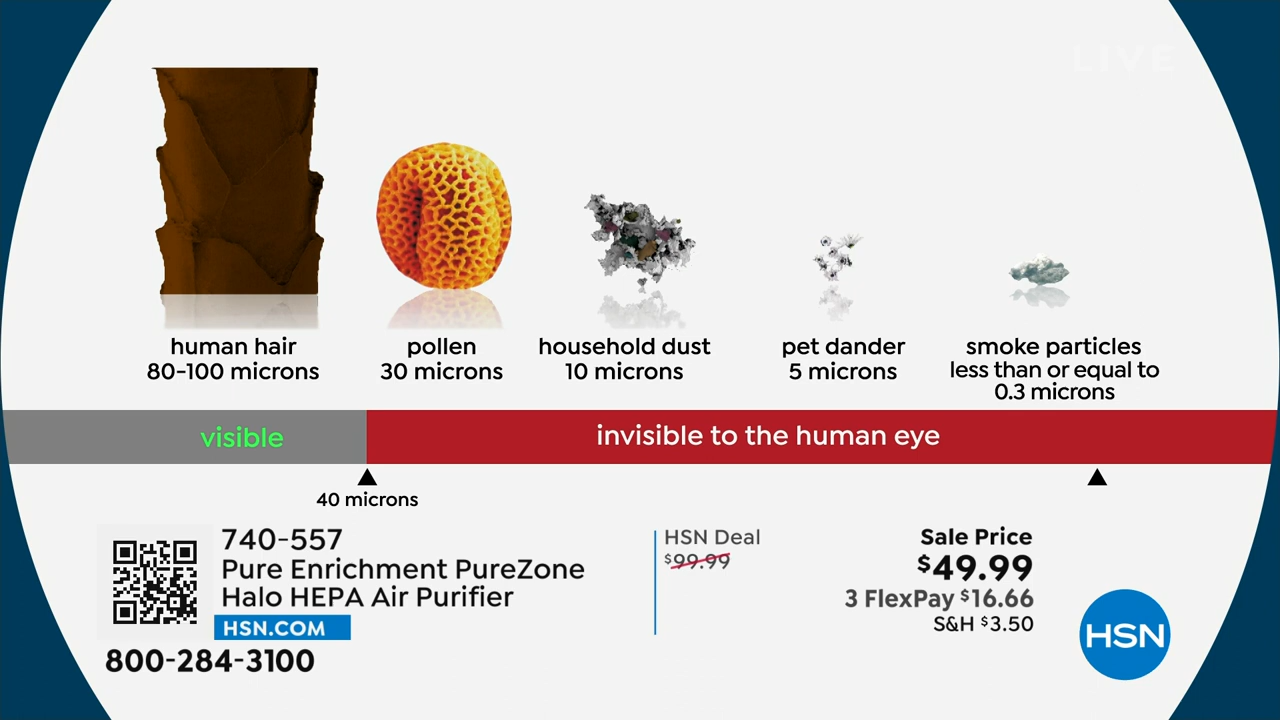 LIVE
human hair
80-100 microns
pollen
30 microns
household dust
10 microns
pet dander
5 microns
smoke particles
less than or equal to
0.3 microns
visible
invisible to the human eye
40 microns
740-557
Pure Enrichment PureZone
Halo HEPA Air Purifier
HSN.COM
800-284-3100
HSN Deal
$99.99
Sale Price
$49.99
3 FlexPay $16.66
S&H $3.50
HSN